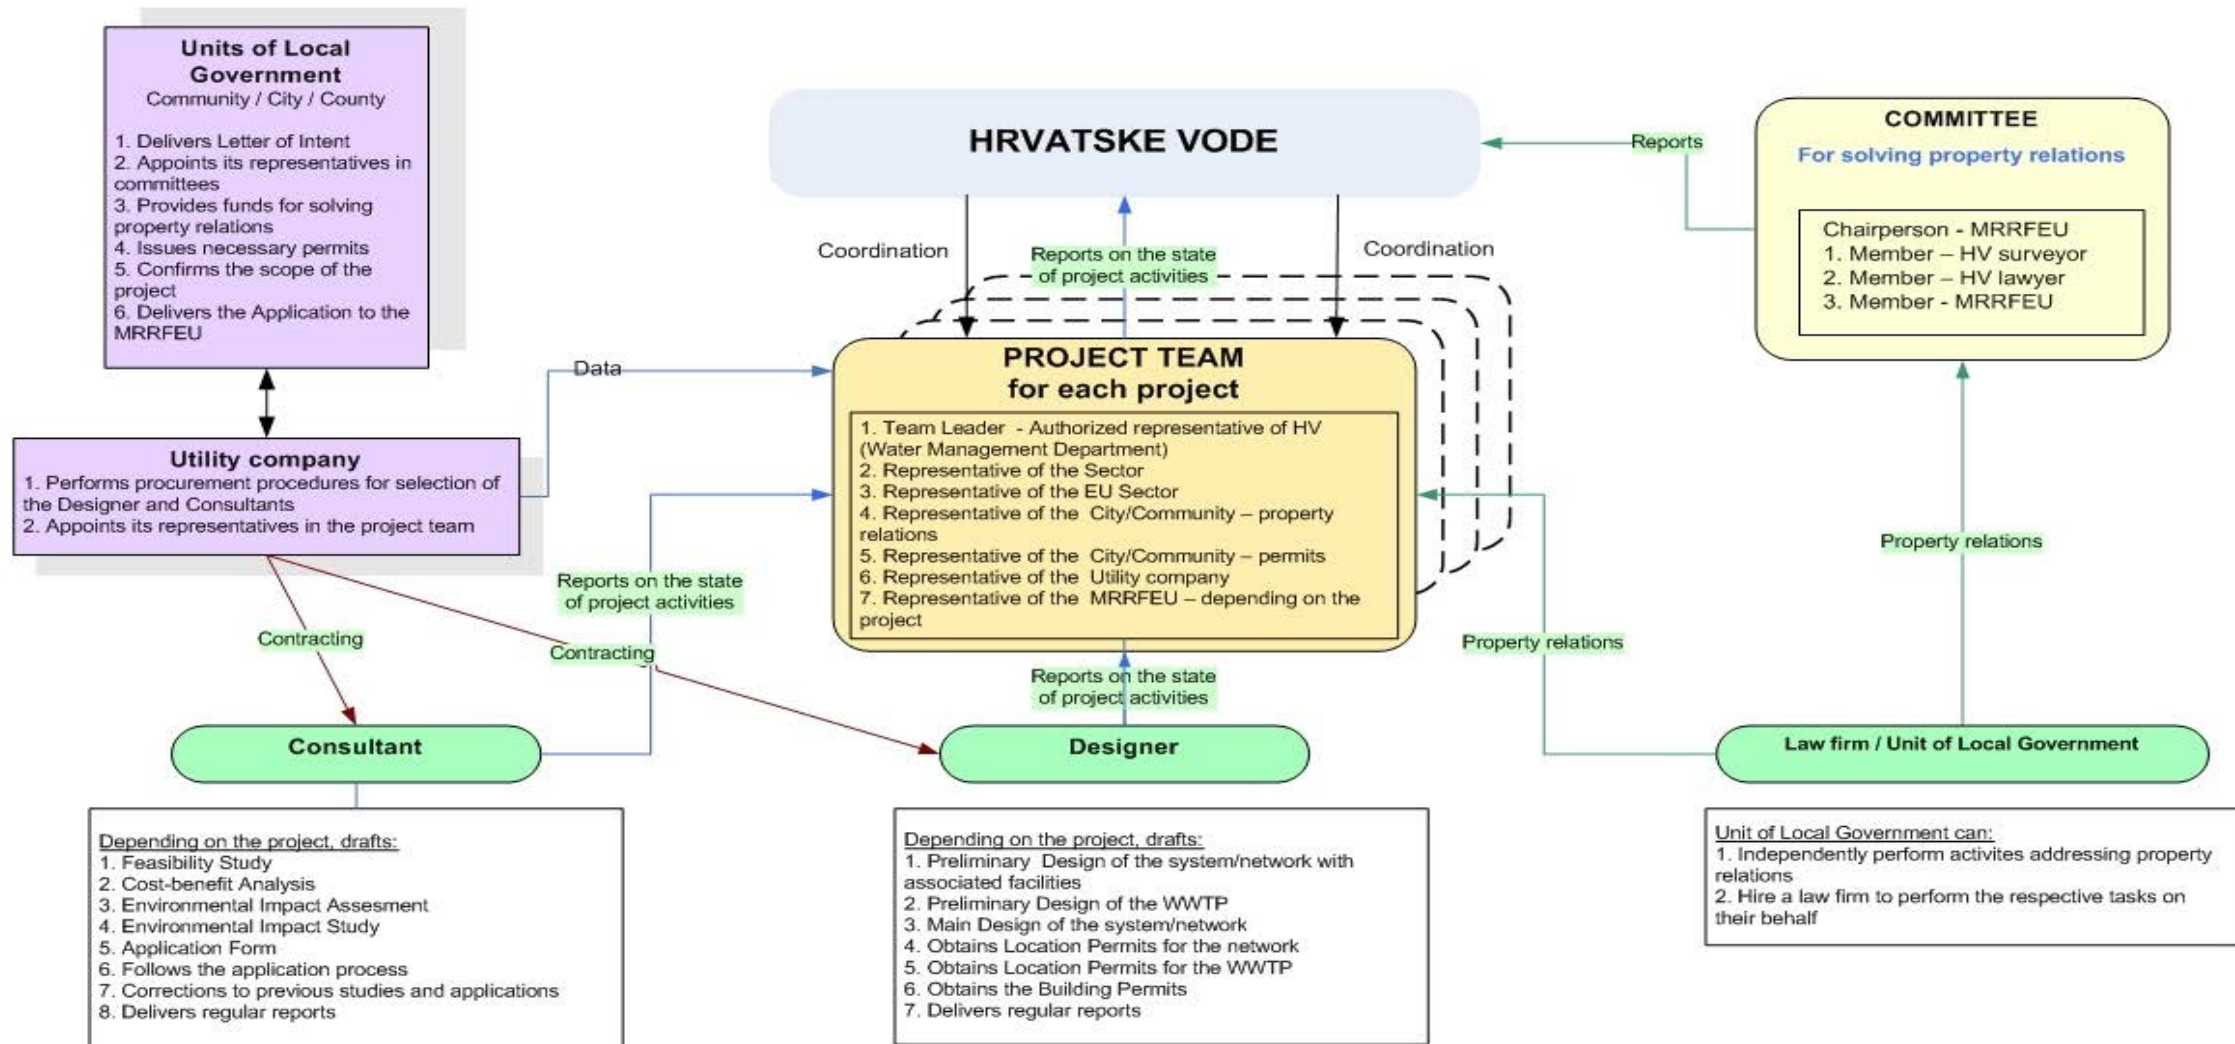 Units of Local
Government
Community / City / County
1. Delivers Letter of Intent
2. Appoints its representatives in
committees
3. Provides funds for solving
property relations
4. Issues necessary permits
5. Confirms the scope of the
project
6. Delivers the Application to the
MRRFEU
Utility company
1. Performs procurement procedures for selection of
the Designer and Consultants
2. Appoints its representatives in the project team
HRVATSKE VODE
Coordination
Reports on the state
of project activities
Coordination
Reports
COMMITTEE
For solving property relations
Chairperson - MRRFEU
1. Member – HV surveyor
2. Member – HV lawyer
3. Member - MRRFEU
Data
PROJECT TEAM
for each project
1. Team Leader - Authorized representative of HV
(Water Management Department)
2. Representative of the Sector
3. Representative of the EU Sector
4. Representative of the City/Community – property
relations
5. Representative of the City/Community – permits
6. Representative of the Utility company
7. Representative of the MRRFEU – depending on the
project
Reports on the state
of project activities
Contracting
Contracting
Reports on the state
of project activities
Property relations
Property relations
Consultant
Designer
Law firm / Unit of Local Government
Depending on the project, drafts:
1. Feasibility Study
2. Cost-benefit Analysis
3. Environmental Impact Assesment
4. Environmental Impact Study
5. Application Form
6. Follows the application process
7. Corrections to previous studies and applications
8. Delivers regular reports
Depending on the project, drafts:
1. Preliminary Design of the system/network with
associated facilities
2. Preliminary Design of the WWTP
3. Main Design of the system/network
4. Obtains Location Permits for the network
5. Obtains Location Permits for the WWTP
6. Obtains the Building Permits
7. Delivers regular reports
Unit of Local Government can:
1. Independently perform activites addressing property
relations
2. Hire a law firm to perform the respective tasks on
their behalf